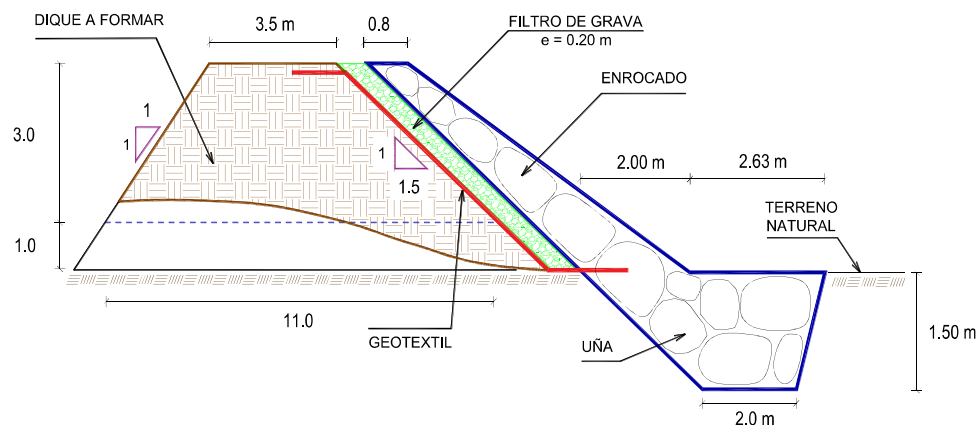 DIQUE A FORMAR
3.5 m
0.8
FILTRO DE GRAVA
e = 0.20 m
ENROCADO
3.0
1
1
1
1.5
2.00 m
2.63 m
TERRENO
NATURAL
1.0
11.0
GEOTEXTIL
UÑA
1.50 m
2.0 m